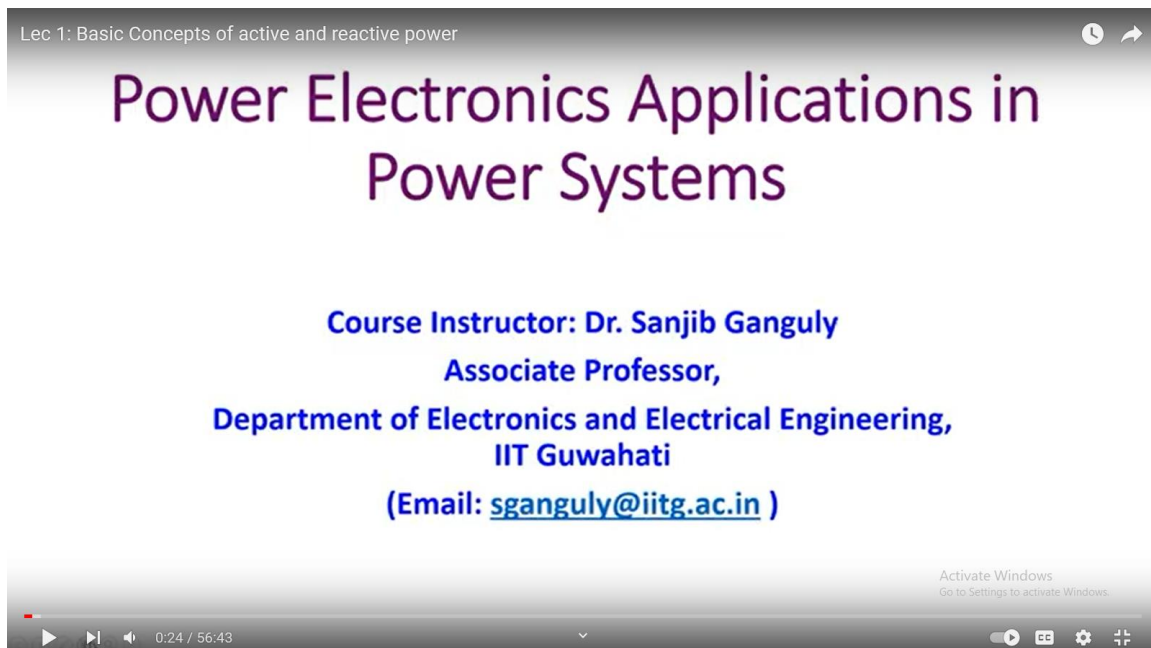 Lec 1: Basic Concepts of active and reactive power
Power Electronics Applications in
Power Systems
Course Instructor: Dr. Sanjib Ganguly
Associate Professor,
Department of Electronics and Electrical Engineering,
IIT Guwahati
(Email: sganguly@iitg.ac.in )
Activate Windows
Go to Settings to activate Windows.
0:24 / 56:43
CC